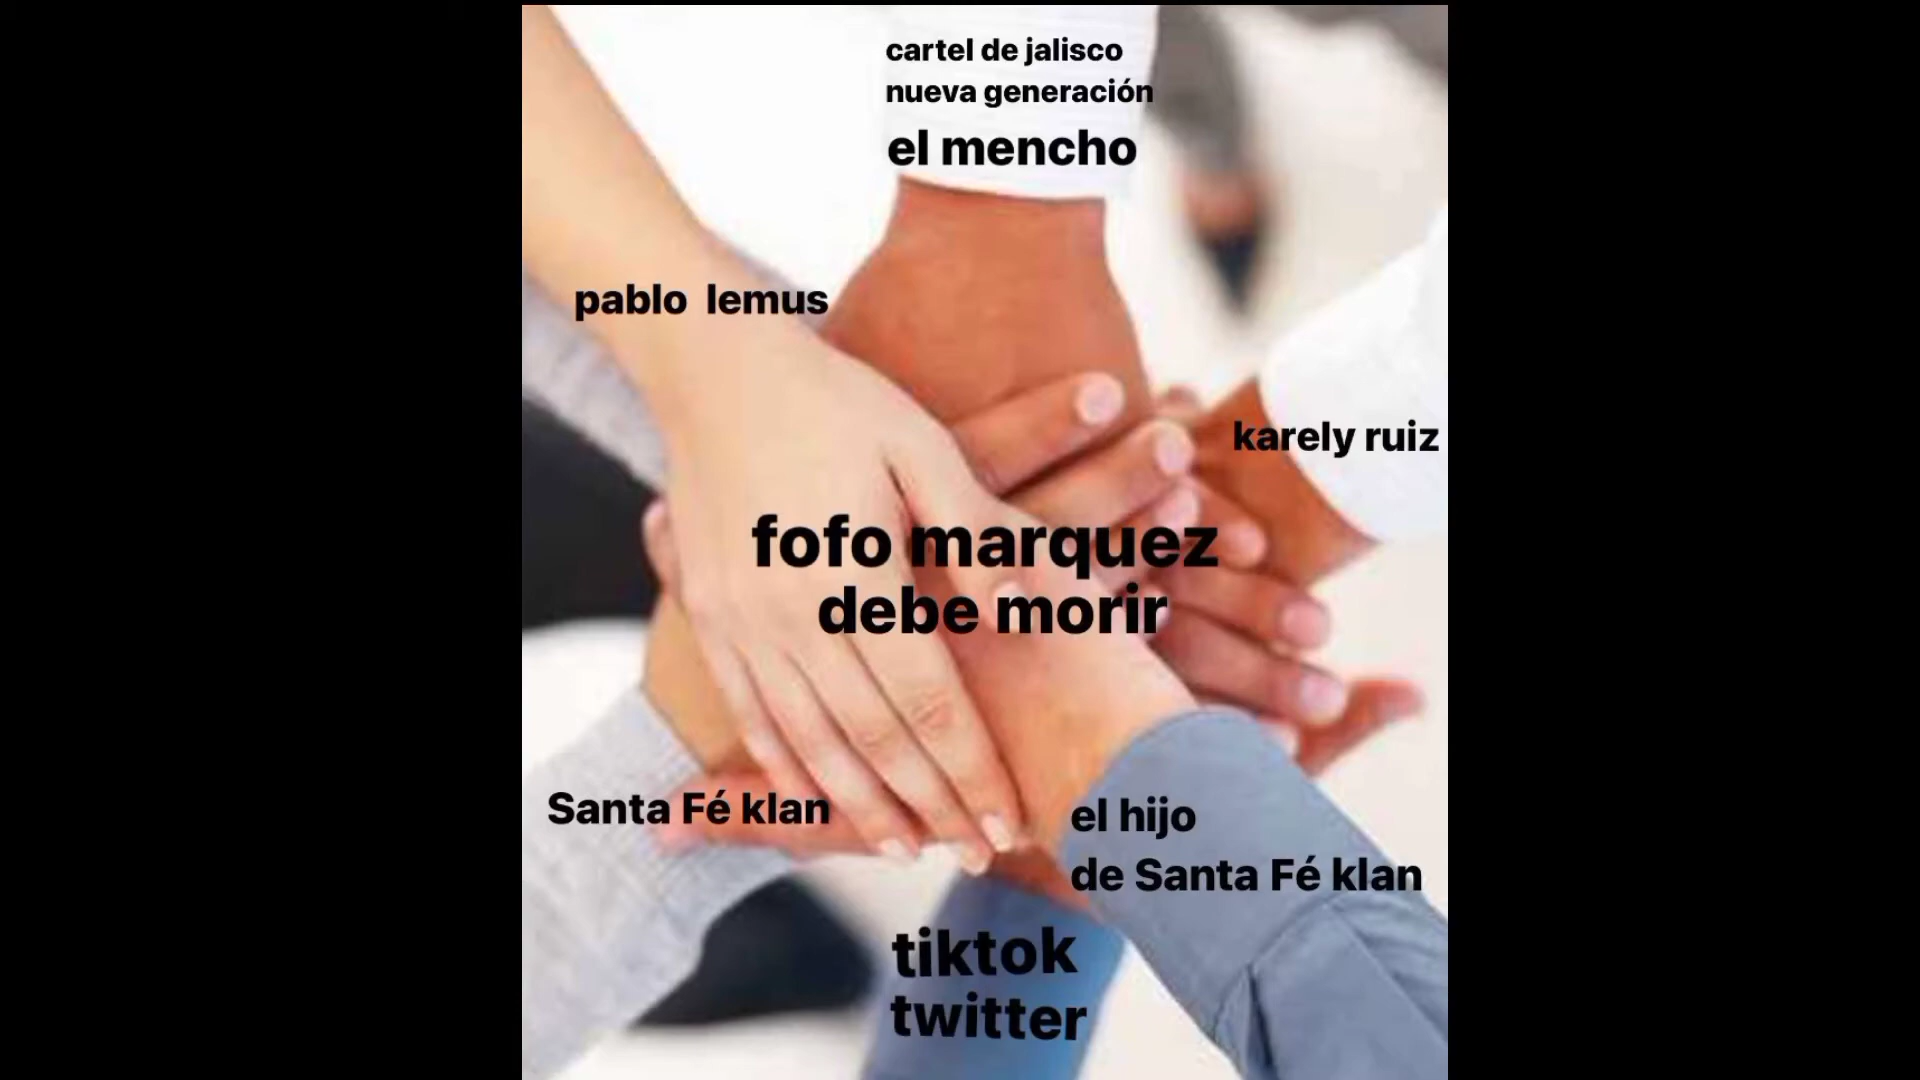 cartel de jalisco
nueva generación
el mencho
pablo lemus
karely ruiz
fofo marquez
debe morir
Santa Fé klan
el hijo
de Santa Fé klan
tiktok
twitter